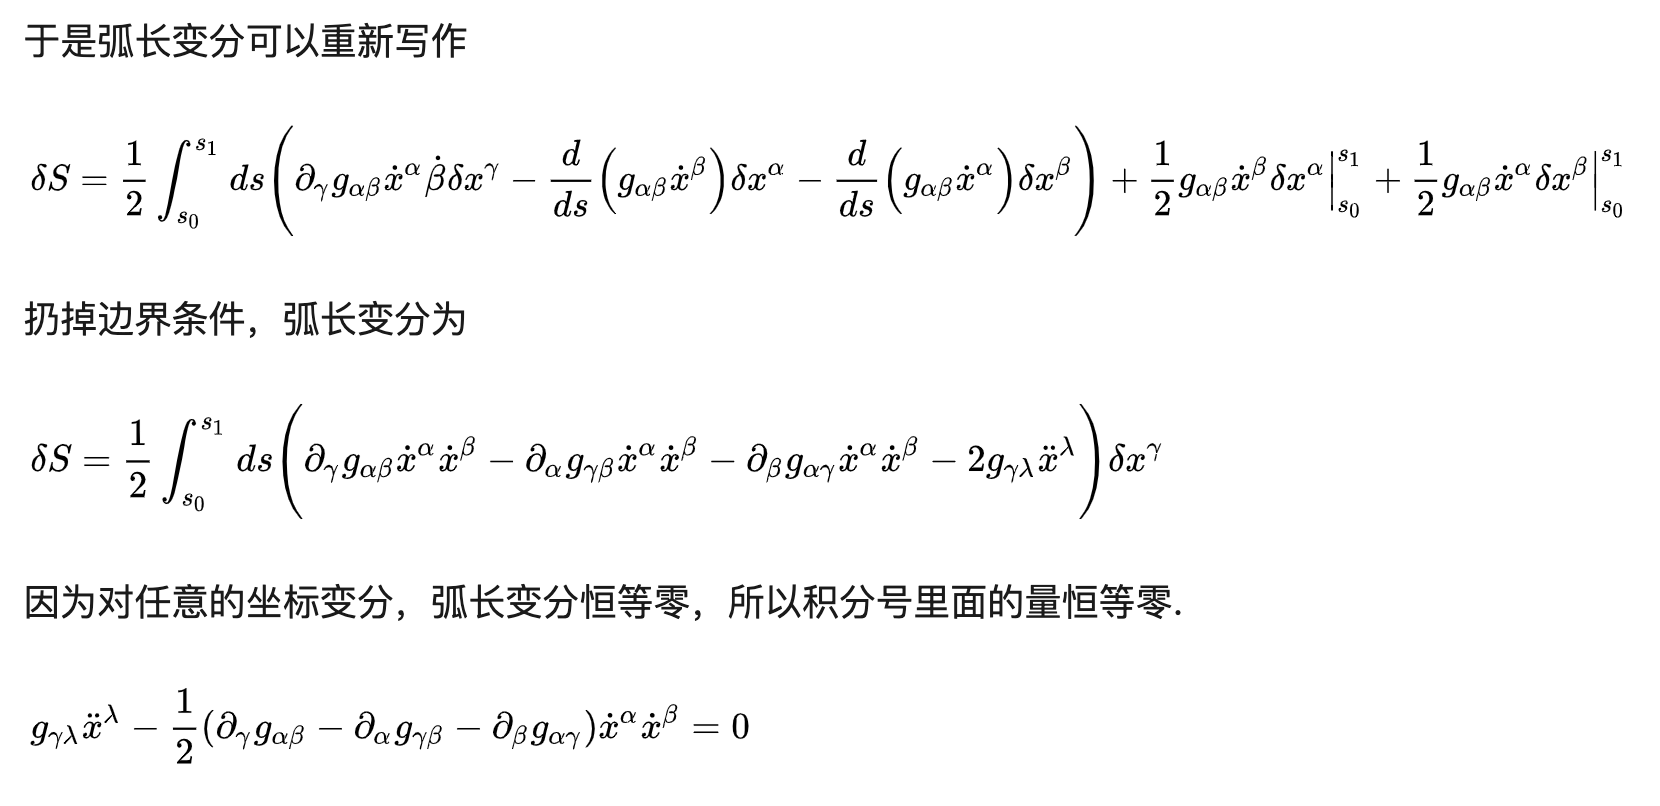 于是弧长变分可以重新写作
$\delta S = \frac{1}{2} \int_{s_0}^{s_1} ds \left( \partial_\gamma g_{\alpha\beta} \dot{x}^\alpha \dot{\beta} \delta x^\gamma - \frac{d}{ds} \left( g_{\alpha\beta} \dot{x}^\beta \right) \delta x^\alpha - \frac{d}{ds} \left( g_{\alpha\beta} \dot{x}^\alpha \right) \delta x^\beta \right) + \frac{1}{2} g_{\alpha\beta} \dot{x}^\beta \delta x^\alpha \Big|_{s_0}^{s_1} + \frac{1}{2} g_{\alpha\beta} \dot{x}^\alpha \delta x^\beta \Big|_{s_0}^{s_1}$
扔掉边界条件，弧长变分为
$\delta S = \frac{1}{2} \int_{s_0}^{s_1} ds \left( \partial_\gamma g_{\alpha\beta} \dot{x}^\alpha \dot{x}^\beta - \partial_\alpha g_{\gamma\beta} \dot{x}^\alpha \dot{x}^\beta - \partial_\beta g_{\alpha\gamma} \dot{x}^\alpha \dot{x}^\beta - 2 g_{\gamma\lambda} \ddot{x}^\lambda \right) \delta x^\gamma$
因为对任意的坐标变分，弧长变分恒等零，所以积分号里面的量恒等零.
$g_{\gamma\lambda} \ddot{x}^\lambda - \frac{1}{2} (\partial_\gamma g_{\alpha\beta} - \partial_\alpha g_{\gamma\beta} - \partial_\beta g_{\alpha\gamma}) \dot{x}^\alpha \dot{x}^\beta = 0$